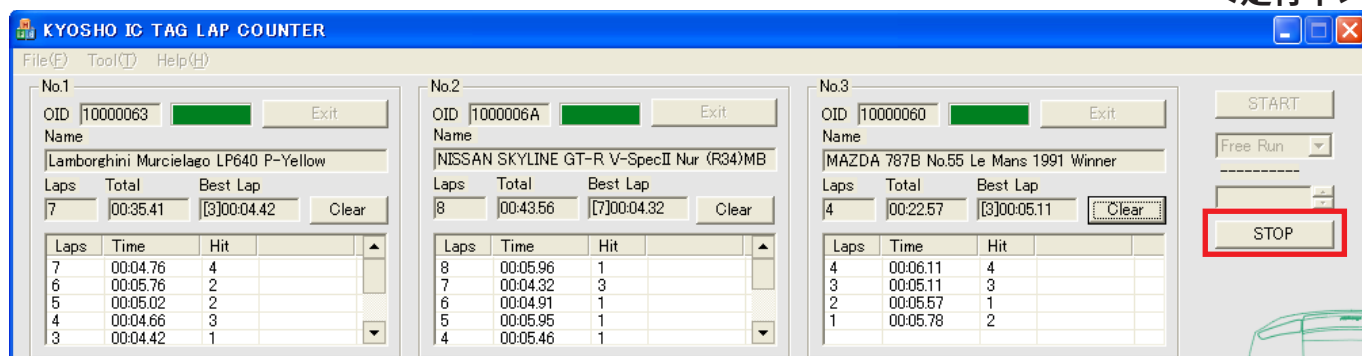 KYOSHO IC TAG LAP COUNTER
File(F) Tool(T) Help(H)
No.1
OID 10000063 Exit
Name
Lamborghini Murcielago LP640 P-Yellow
Laps Total Best Lap
7 00:35.41 [3]00:04.42 Clear
Laps Time Hit
7 00:04.76 4
6 00:05.76 2
5 00:05.02 2
4 00:04.66 3
3 00:04.42 1
No.2
OID 1000006A Exit
Name
NISSAN SKYLINE GT-R V-SpecⅡ Nur (R34)MB
Laps Total Best Lap
8 00:43.56 [7]00:04.32 Clear
Laps Time Hit
8 00:05.96 1
7 00:04.32 3
6 00:04.91 1
5 00:05.95 1
4 00:05.46 1
No.3
OID 10000060 Exit
Name
MAZDA 787B No.55 Le Mans 1991 Winner
Laps Total Best Lap
4 00:22.57 [3]00:05.11 Clear
Laps Time Hit
4 00:06.11 4
3 00:05.11 3
2 00:05.57 1
1 00:05.78 2
START
Free Run
----------
STOP